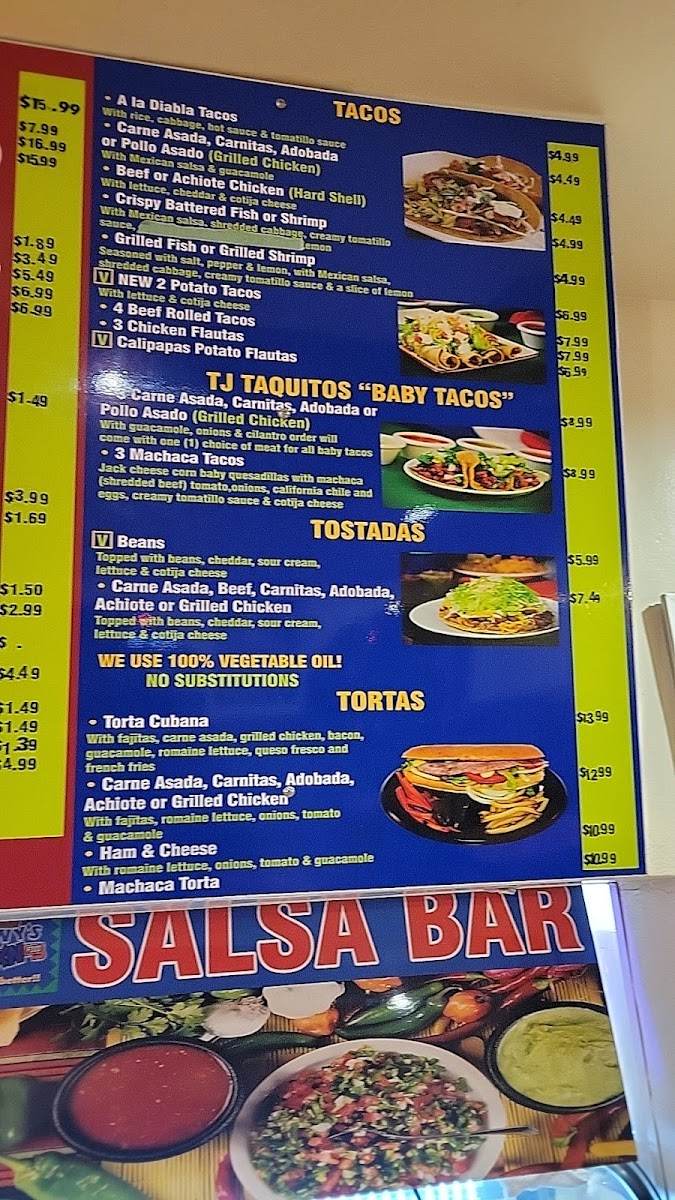 $15.99
$7.99
$16.99
$15.99
$1.89
$3.49
$5.49
$6.99
$6.99
$1.49
$3.99
$1.69
$1.50
$2.99
$ .
$4.49
$1.49
$1.49
$1.39
$4.99
TACOS
• A la Diabla Tacos
With rice, cabbage, hot sauce & tomatillo sauce
• Carne Asada, Carnitas, Adobada
or Pollo Asado (Grilled Chicken)
With Mexican salsa & guacamole
• Beef or Achiote Chicken (Hard Shell)
With lettuce, cheddar & cotija cheese
• Crispy Battered Fish or Shrimp
With Mexican salsa, shredded cabbage, creamy tomatillo
sauce, emon
• Grilled Fish or Grilled Shrimp
Seasoned with salt, pepper & lemon, with Mexican salsa,
shredded cabbage, creamy tomatillo sauce & a slice of lemon
V NEW 2 Potato Tacos
With lettuce & cotija cheese
• 4 Beef Rolled Tacos
• 3 Chicken Flautas
V Calipapas Potato Flautas
$4.99
$4.49
$4.49
$4.99
$4.99
$6.99
$7.99
$7.99
$6.99
TJ TAQUITOS "BABY TACOS"
• 3 Carne Asada, Carnitas, Adobada or
Pollo Asado (Grilled Chicken)
With guacamole, onions & cilantro order will
come with one (1) choice of meat for all baby tacos
• 3 Machaca Tacos
Jack cheese corn baby quesadillas with machaca
(shredded beef) tomato,onions, california chile and
eggs, creamy tomatillo sauce & cotija cheese
$8.99
TOSTADAS
V Beans
Topped with beans, cheddar, sour cream,
lettuce & cotija cheese
• Carne Asada, Beef, Carnitas, Adobada,
Achiote or Grilled Chicken
Topped with beans, cheddar, sour cream,
lettuce & cotija cheese
$5.99
WE USE 100% VEGETABLE OIL!
NO SUBSTITUTIONS
TORTAS
• Torta Cubana
With fajitas, carne asada, grilled chicken, bacon,
guacamole, romaine lettuce, queso fresco and
french fries
• Carne Asada, Carnitas, Adobada,
Achiote or Grilled Chicken
With fajitas, romaine lettuce, onions, tomato
& guacamole
• Ham & Cheese
With romaine lettuce, onions, tomato & guacamole
• Machaca Torta
$13.99
$12.99
$10.99
$10.99
SALSA BAR